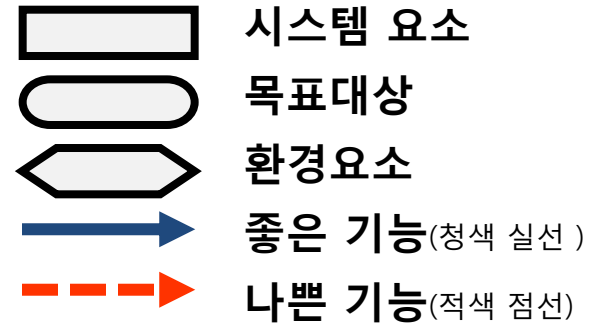 시스템 요소
목표대상
환경요소
좋은 기능(청색 실선 )
나쁜 기능(적색 점선)